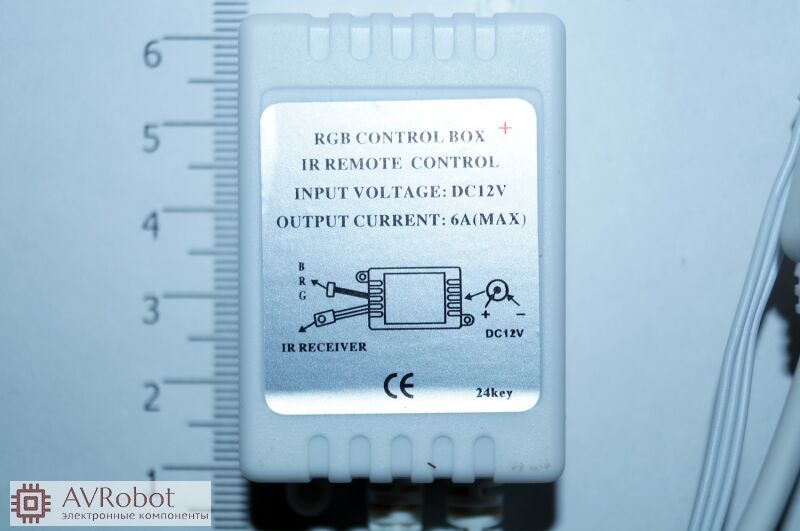 6
5
4
3
2
1
RGB CONTROL BOX +
IR REMOTE CONTROL
INPUT VOLTAGE: DC12V
OUTPUT CURRENT: 6A(MAX)
B
R
G
+ −
DC12V
IR RECEIVER
CE
24key
AVRobot
электронные компоненты